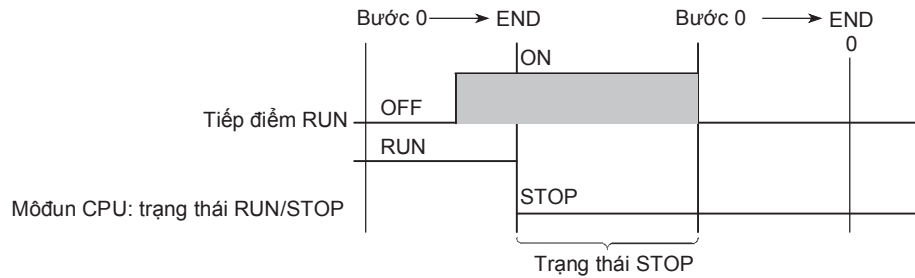 Bước 0 END
Bước 0 END
0
ON
OFF
Tiếp điểm RUN
RUN
STOP
Môđun CPU: trạng thái RUN/STOP
Trạng thái STOP